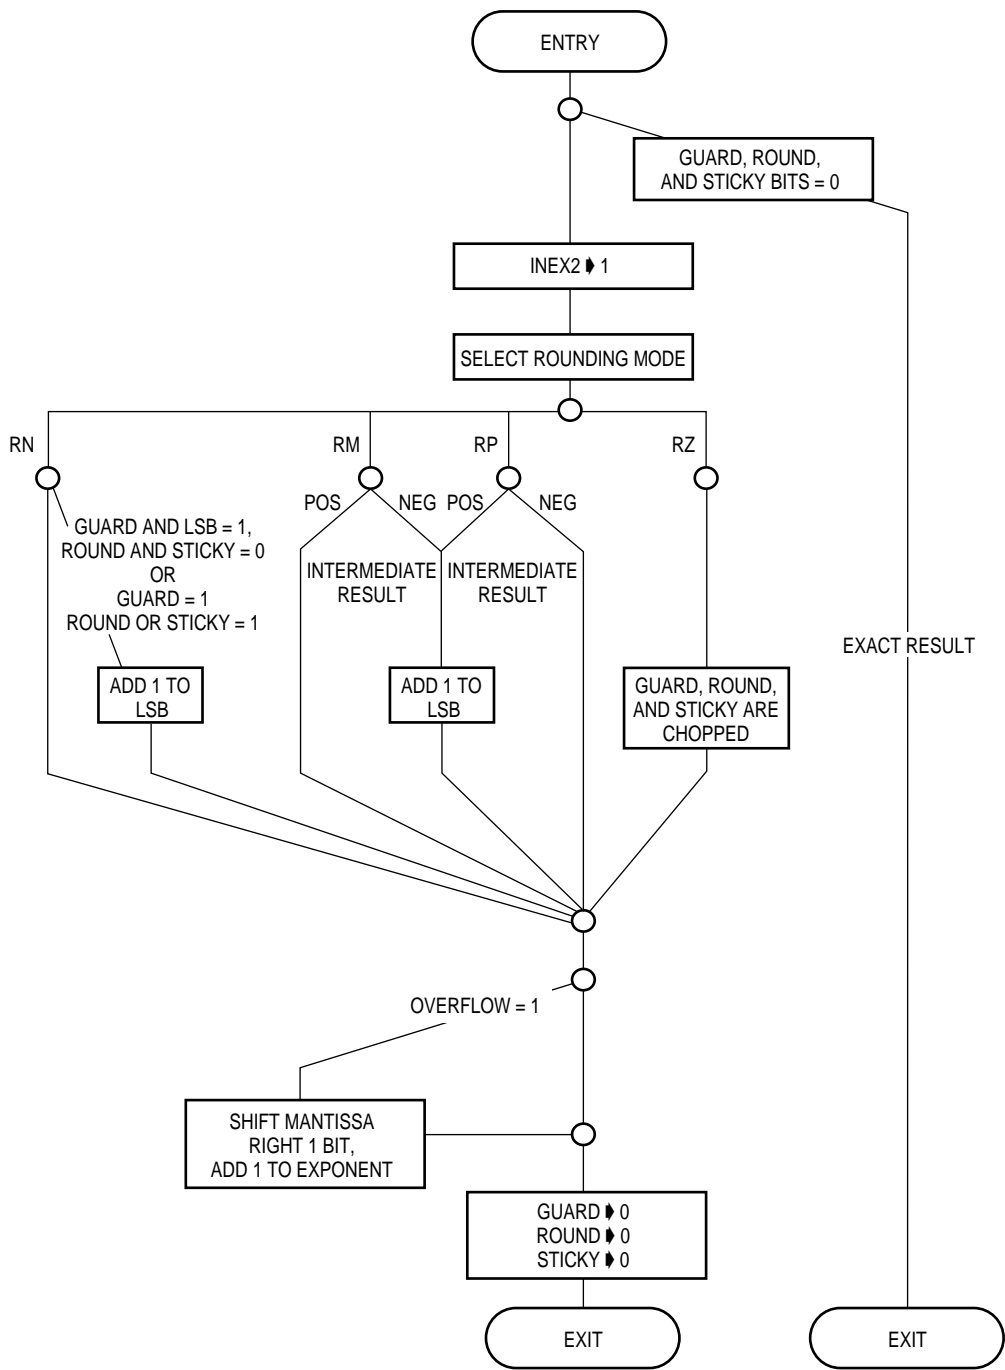 ENTRY
GUARD, ROUND,
AND STICKY BITS = 0
INEX2 ➧ 1
SELECT ROUNDING MODE
RN
RM
RP
RZ
POS
NEG
POS
NEG
GUARD AND LSB = 1,
ROUND AND STICKY = 0
OR
GUARD = 1
ROUND OR STICKY = 1
INTERMEDIATE
RESULT
INTERMEDIATE
RESULT
EXACT RESULT
ADD 1 TO
LSB
ADD 1 TO
LSB
GUARD, ROUND,
AND STICKY ARE
CHOPPED
OVERFLOW = 1
SHIFT MANTISSA
RIGHT 1 BIT,
ADD 1 TO EXPONENT
GUARD ➧ 0
ROUND ➧ 0
STICKY ➧ 0
EXIT
EXIT